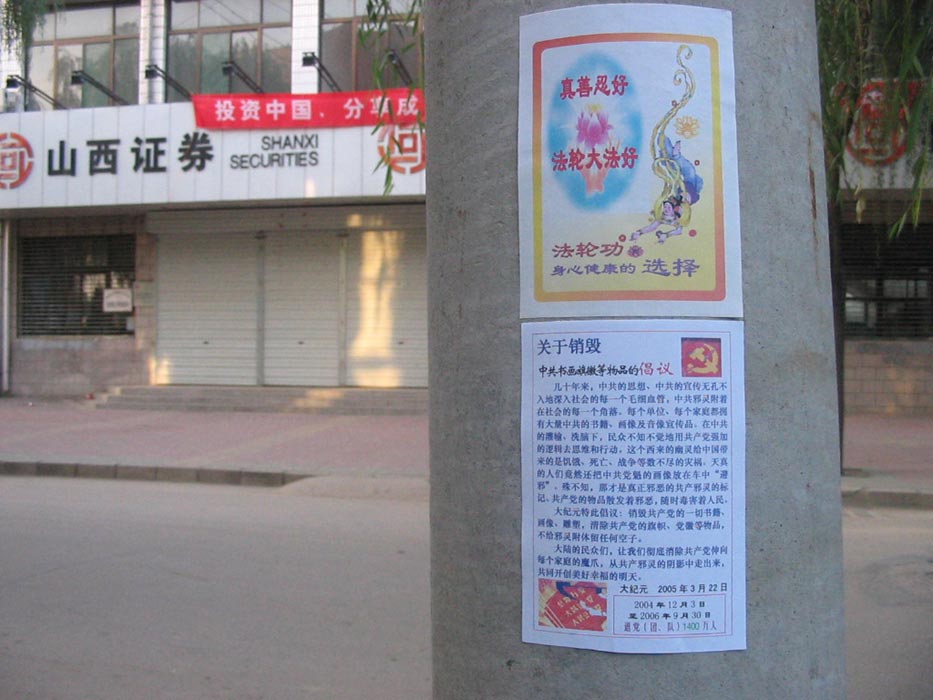 投资中国、分享成
山西证券
SHANXI
SECURITIES
真善忍好
法轮大法好
法轮功
身心健康的 选择
关于销毁
中共书画旗徽等物品的倡议
几十年来，中共的思想、中共的宣传无孔不
入地深入社会的每一个毛细血管，中共邪灵附着
在社会的每一个角落。每个单位、每个家庭都拥
有大量中共的书籍、画像及音像宣传品。在中共
的灌输、洗脑下，民众不知不觉地用共产党强加
的逻辑去思维和行动。这个西来的幽灵给中国带
来的是饥饿、死亡、战争等数不尽的灾祸。天真
的人们竟然还把中共党魁的画像放在车中“避
邪”。殊不知，那才是真正邪恶的共产邪灵的标
记。共产党的物品散发着邪恶，随时毒害着人民。
大纪元特此倡议：销毁共产党的一切书籍、
画像、雕塑，清除共产党的旗帜、党徽等物品，
不给邪灵附体留任何空子。
大陆的民众们，让我们彻底消除共产党伸向
每个家庭的魔爪，从共产邪灵的阴影中走出来，
共同开创美好幸福的明天。
大纪元 2005年3月22日
2004年12月3日
至2006年9月30日
退党（团、队）1400万人